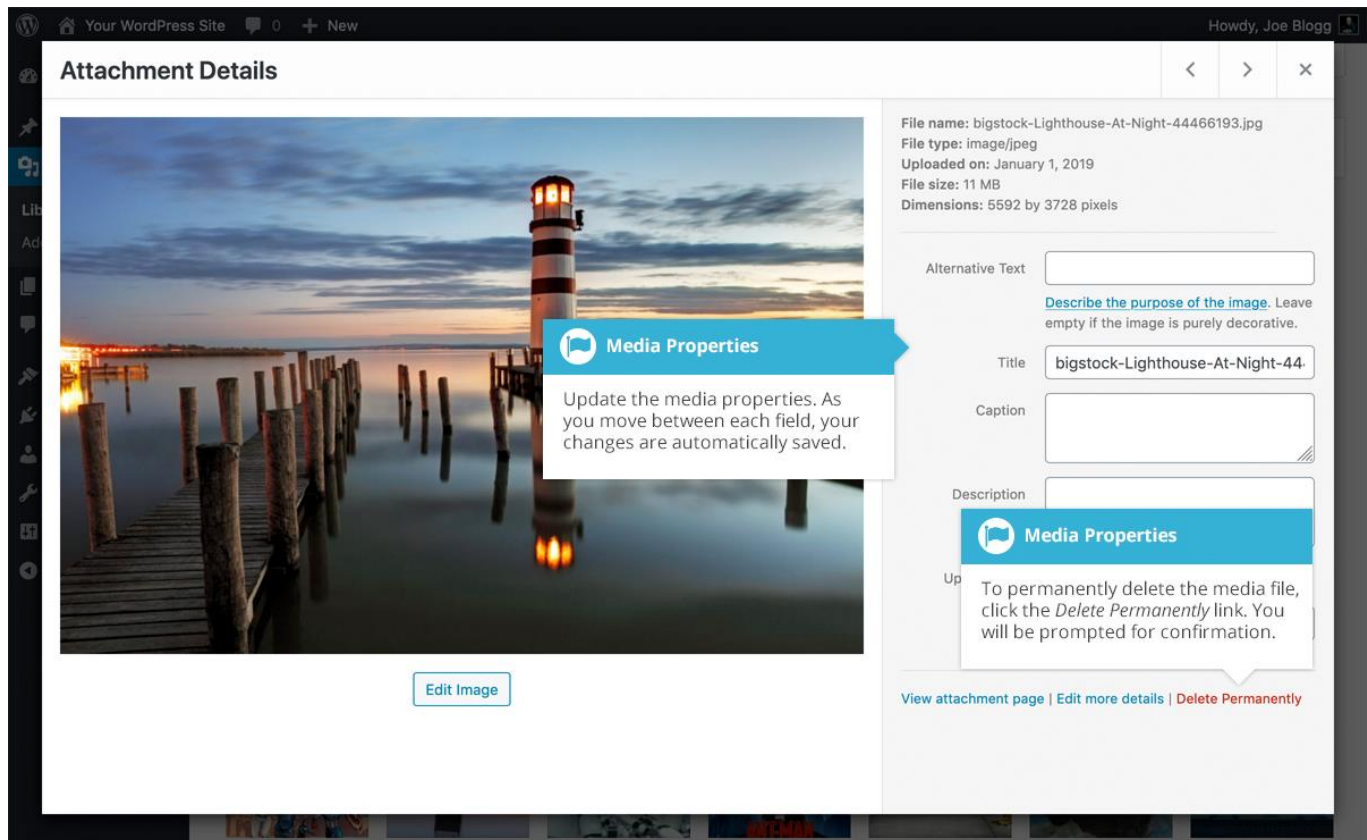 Your WordPress Site 0 New
Howdy, Joe Blogg
Attachment Details
Lib
Ad
File name: bigstock-Lighthouse-At-Night-44466193.jpg
File type: image/jpeg
Uploaded on: January 1, 2019
File size: 11 MB
Dimensions: 5592 by 3728 pixels
Alternative Text
Describe the purpose of the image. Leave
empty if the image is purely decorative.
Title
bigstock-Lighthouse-At-Night-44
Caption
Description
Up
Media Properties
Update the media properties. As
you move between each field, your
changes are automatically saved.
Media Properties
To permanently delete the media file,
click the Delete Permanently link. You
will be prompted for confirmation.
Edit Image
View attachment page | Edit more details | Delete Permanently
ANT-MAN